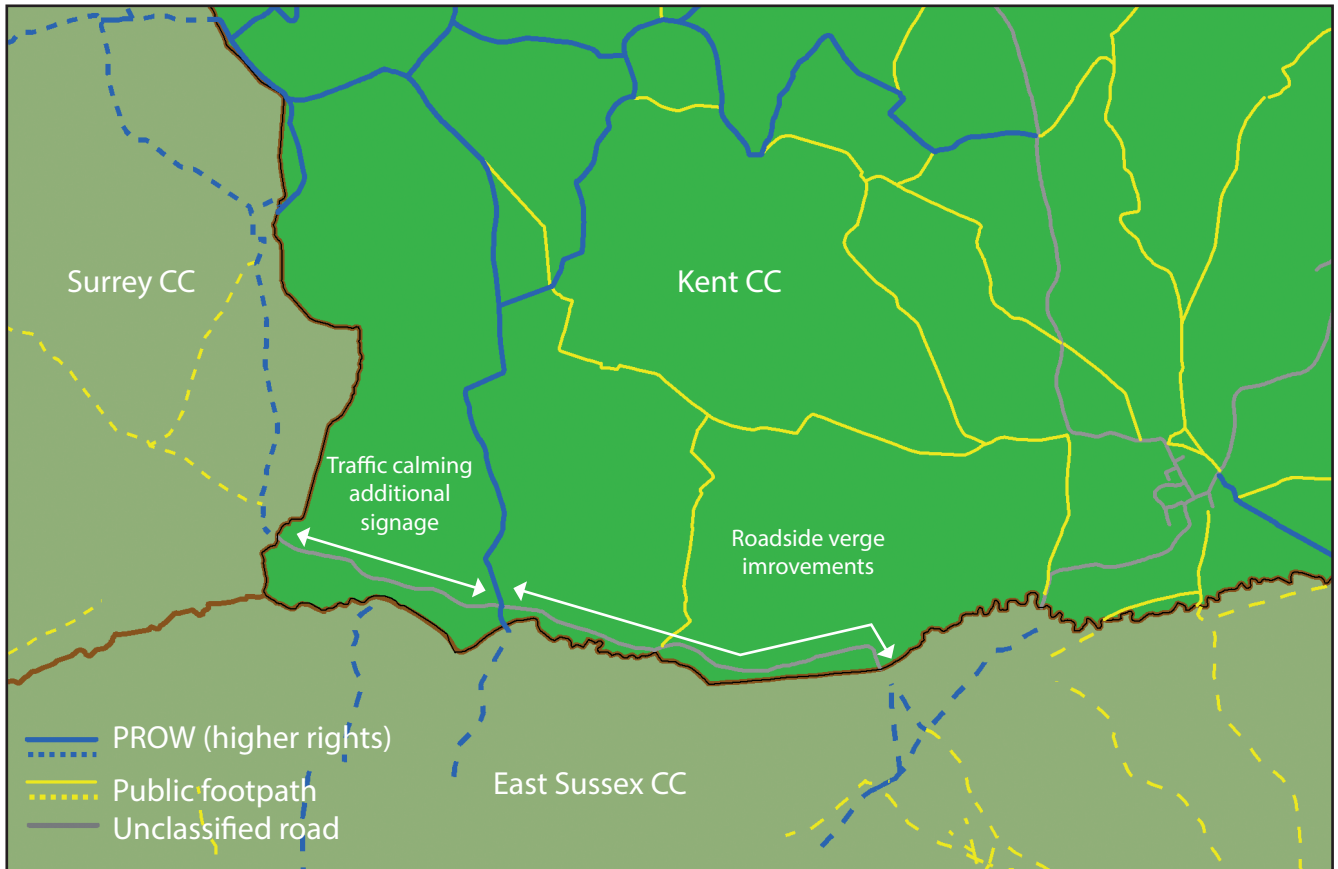 Surrey CC
Kent CC
Traffic calming
additional
signage
Roadside verge
imrovements
PROW (higher rights)
East Sussex CC
Public footpath
Unclassified road